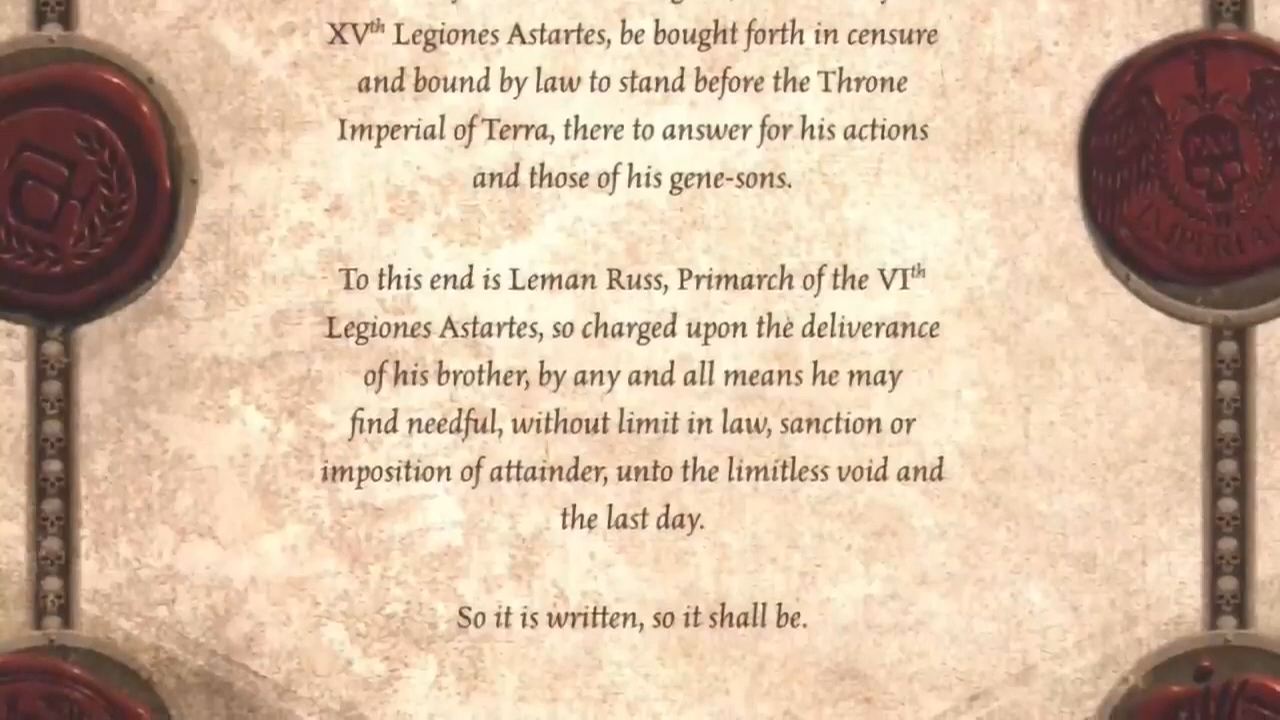 XVth Legiones Astartes, be bought forth in censure
and bound by law to stand before the Throne
Imperial of Terra, there to answer for his actions
and those of his gene-sons.
To this end is Leman Russ, Primarch of the VIth
Legiones Astartes, so charged upon the deliverance
of his brother, by any and all means he may
find needful, without limit in law, sanction or
imposition of attainder, unto the limitless void and
the last day.
So it is written, so it shall be.